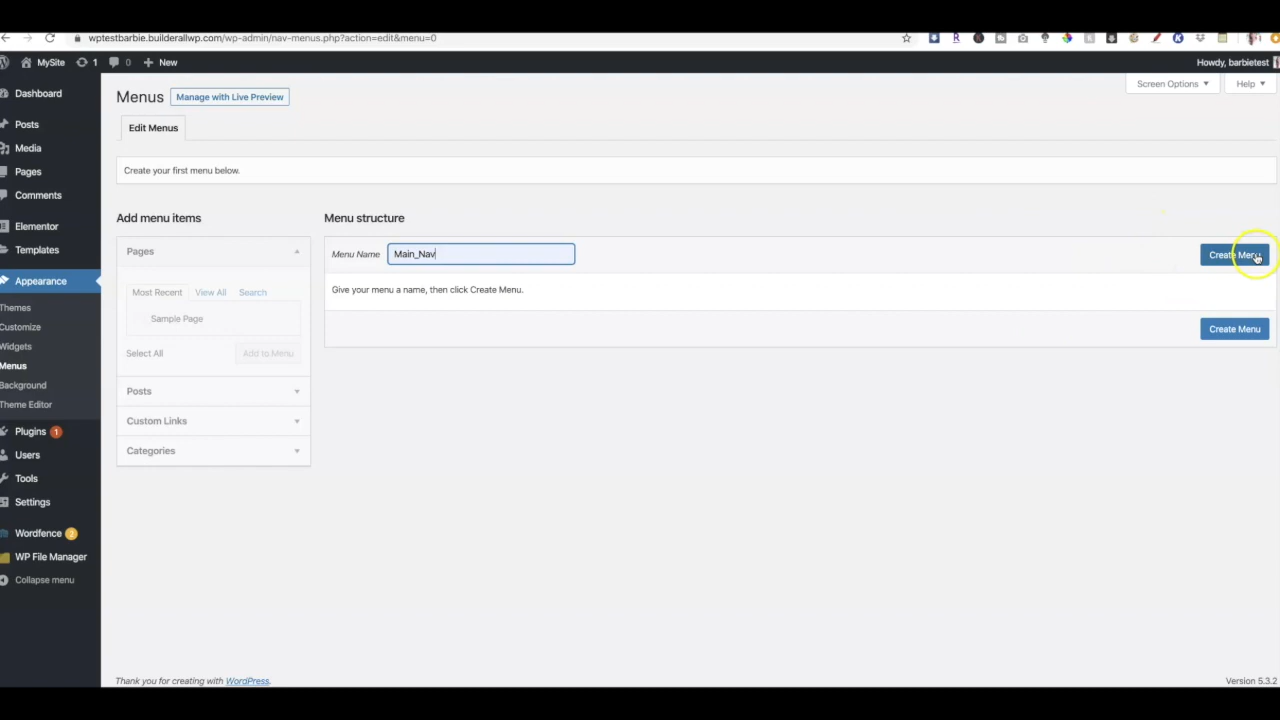 wptestbarbie.builderallwp.com/wp-admin/nav-menus.php?action=edit&menu=0
MySite 1 0 New
Howdy, barbietest
Screen Options Help
Dashboard
Posts
Media
Pages
Comments
Elementor
Templates
Appearance
Themes
Customize
Widgets
Menus
Background
Theme Editor
Plugins 1
Users
Tools
Settings
Wordfence 2
WP File Manager
Collapse menu
Menus Manage with Live Preview
Edit Menus
Create your first menu below.
Add menu items
Pages
Most Recent View All Search
Sample Page
Select All Add to Menu
Posts
Custom Links
Categories
Menu structure
Menu Name Main_Nav Create Menu
Give your menu a name, then click Create Menu.
Create Menu
Thank you for creating with WordPress.
Version 5.3.2